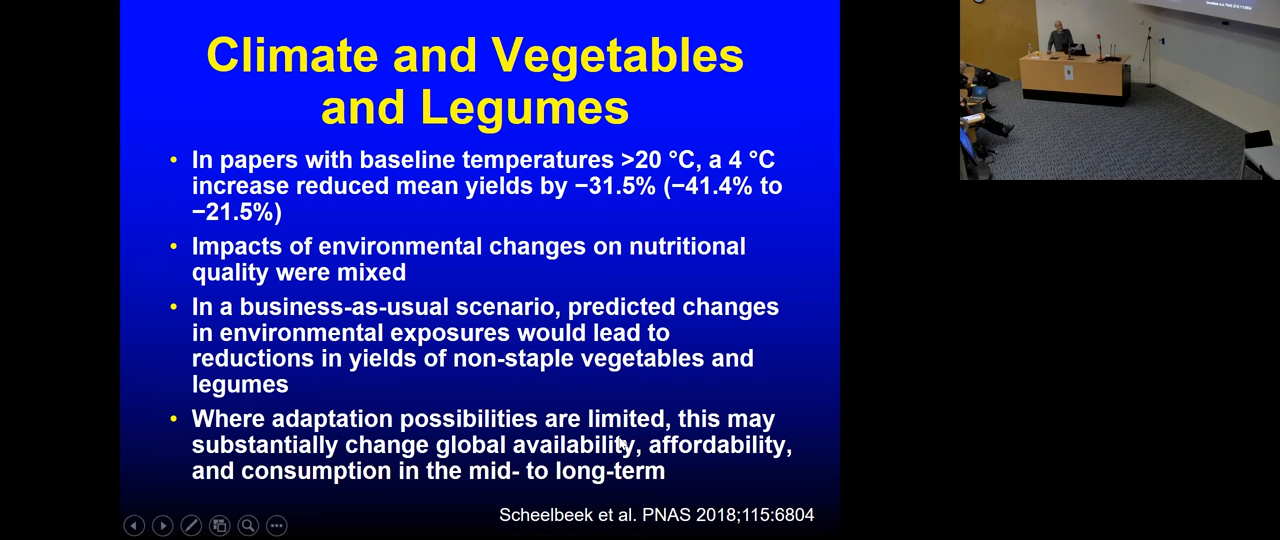 Climate and Vegetables
and Legumes
• In papers with baseline temperatures >20 °C, a 4 °C
increase reduced mean yields by −31.5% (−41.4% to
−21.5%)
• Impacts of environmental changes on nutritional
quality were mixed
• In a business-as-usual scenario, predicted changes
in environmental exposures would lead to
reductions in yields of non-staple vegetables and
legumes
• Where adaptation possibilities are limited, this may
substantially change global availability, affordability,
and consumption in the mid- to long-term
Scheelbeek et al. PNAS 2018;115:6804